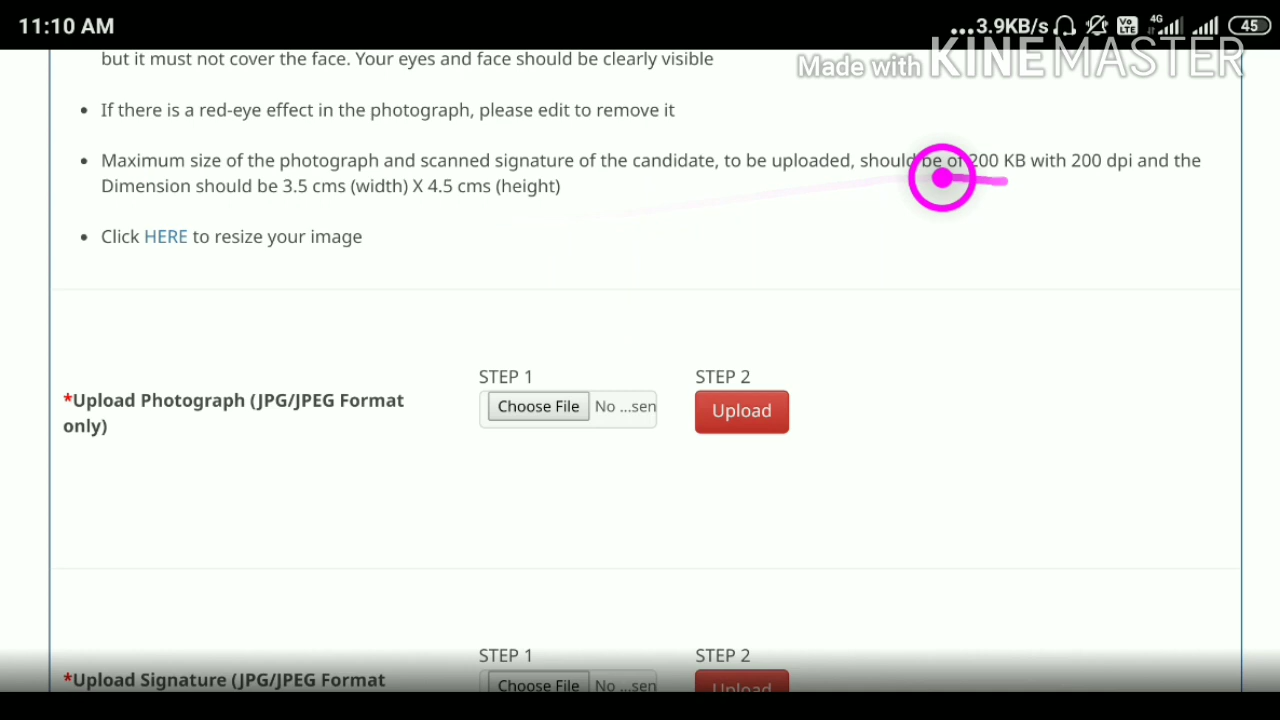 11:10 AM
...3.9KB/s
Vo LTE
4G
45
Made with KINEMASTER
but it must not cover the face. Your eyes and face should be clearly visible
• If there is a red-eye effect in the photograph, please edit to remove it
• Maximum size of the photograph and scanned signature of the candidate, to be uploaded, should be of 200 KB with 200 dpi and the
Dimension should be 3.5 cms (width) X 4.5 cms (height)
• Click HERE to resize your image
STEP 1
STEP 2
*Upload Photograph (JPG/JPEG Format
only)
Choose File No ...sen
Upload
STEP 1
STEP 2
*Upload Signature (JPG/JPEG Format
Choose File No ...sen
Upload